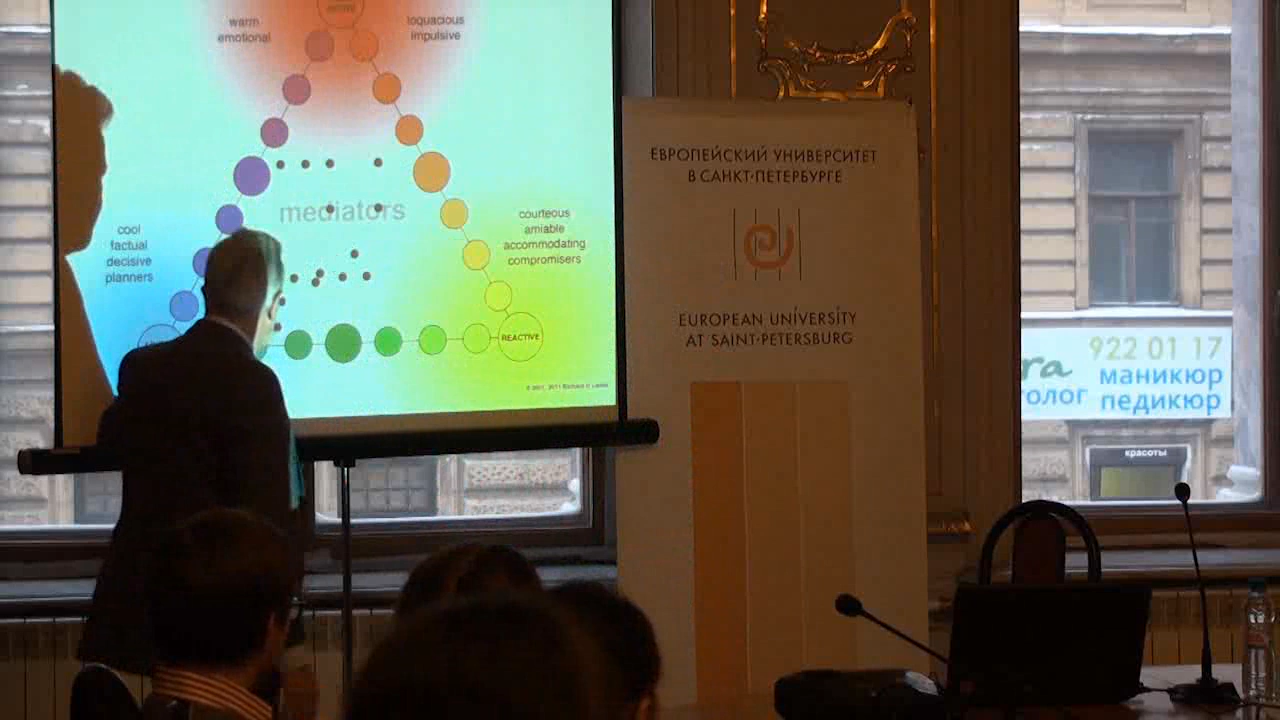 warm
emotional
loquacious
impulsive
mediators
cool
factual
decisive
planners
courteous
amiable
accommodating
compromisers
REACTIVE
ЕВРОПЕЙСКИЙ УНИВЕРСИТЕТ
В САНКТ-ПЕТЕРБУРГЕ
EUROPEAN UNIVERSITY
AT SAINT-PETERSBURG
922 01 17
маникюр
педикюр
красоты